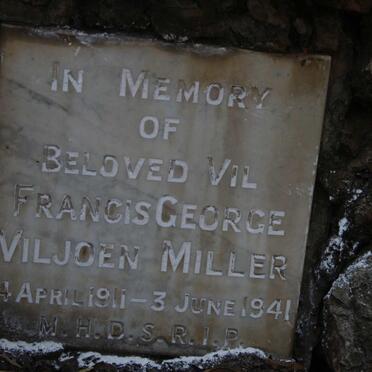 IN MEMORY
OF
BELOVED VIL
FRANCIS GEORGE
VILJOEN MILLER
4 APRIL 1911 – 3 JUNE 1941
M.H.D.S.R.I.P.